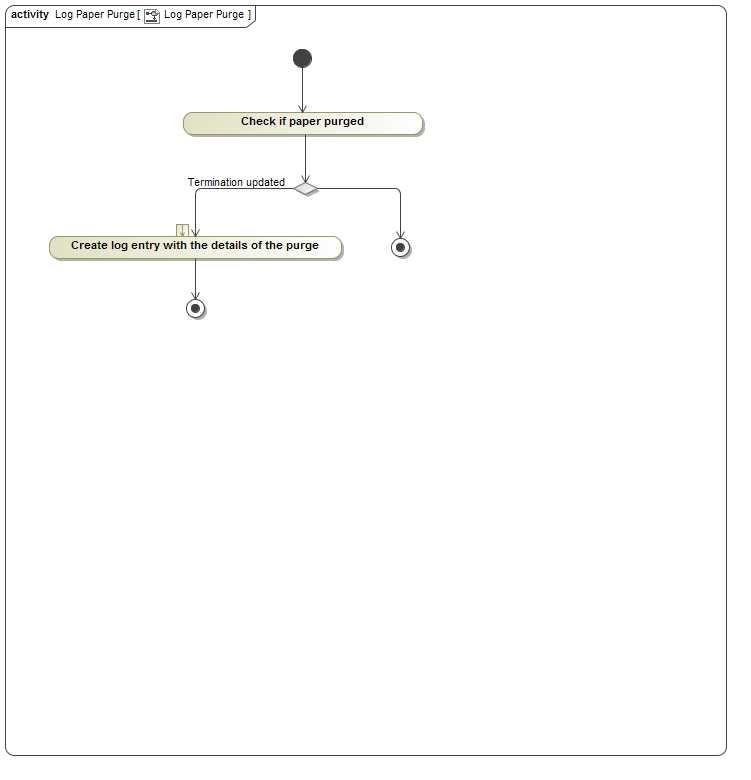 activity Log Paper Purge [ Log Paper Purge ]
Check if paper purged
Termination updated
Create log entry with the details of the purge